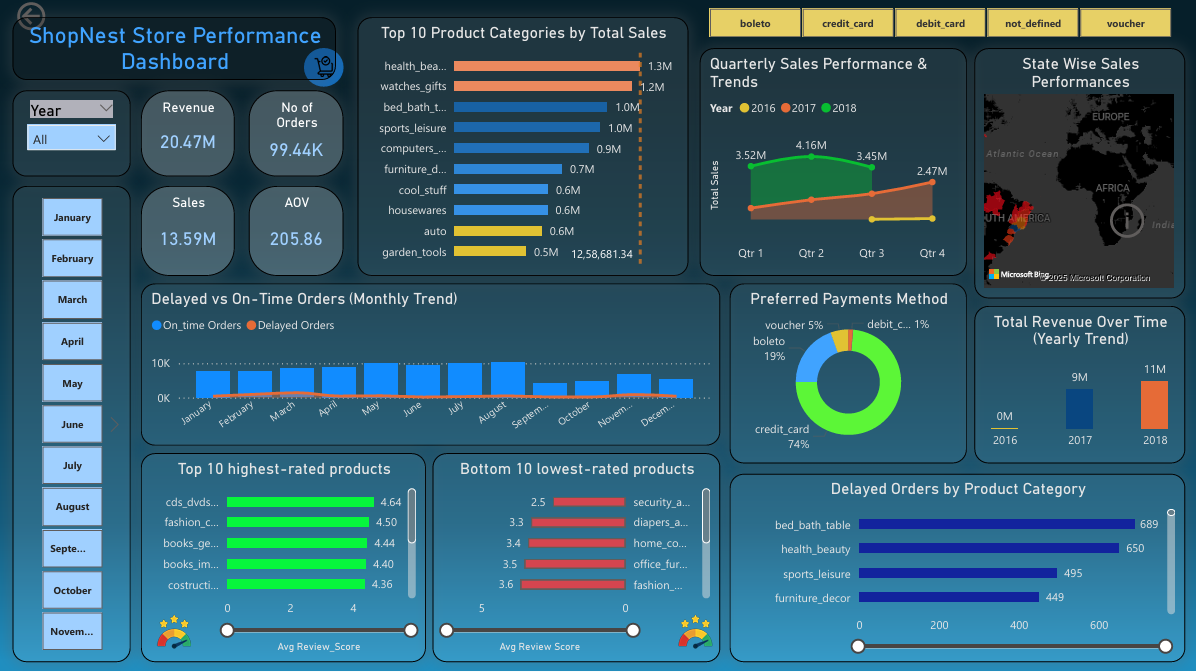 ShopNest Store Performance
Dashboard
boleto
credit_card
debit_card
not_defined
voucher
Year
All
Revenue
20.47M
No of
Orders
99.44K
Sales
13.59M
AOV
205.86
January
February
March
April
May
June
July
August
Septe...
October
Novem...
Top 10 Product Categories by Total Sales
health_bea... 1.3M
watches_gifts 1.2M
bed_bath_t... 1.0M
sports_leisure 1.0M
computers_... 0.9M
furniture_d... 0.7M
cool_stuff 0.6M
housewares 0.6M
auto 0.6M
garden_tools 0.5M 12,58,681.34
Quarterly Sales Performance &
Trends
Year 2016 2017 2018
Total Sales
3.52M 4.16M 3.45M 2.47M
Qtr 1 Qtr 2 Qtr 3 Qtr 4
State Wise Sales
Performances
EUROPE
Atlantic Ocean
AFRICA
UTH AMERICA
Indi
Microsoft Bing
©2025 Microsoft Corporation
Delayed vs On-Time Orders (Monthly Trend)
On_time Orders Delayed Orders
10K
0K
January February March April May June July August Septem... October Novem... Decem...
Preferred Payments Method
voucher 5%
debit_c... 1%
boleto
19%
credit_card
74%
Total Revenue Over Time
(Yearly Trend)
0M 9M 11M
2016 2017 2018
Top 10 highest-rated products
cds_dvds... 4.64
fashion_c... 4.50
books_ge... 4.44
books_im... 4.40
costructi... 4.36
0 2 4
Avg Review_Score
Bottom 10 lowest-rated products
2.5 security_a...
3.3 diapers_a...
3.4 home_co...
3.5 office_fur...
3.6 fashion_...
5 0
Avg Review Score
Delayed Orders by Product Category
bed_bath_table 689
health_beauty 650
sports_leisure 495
furniture_decor 449
0 200 400 600